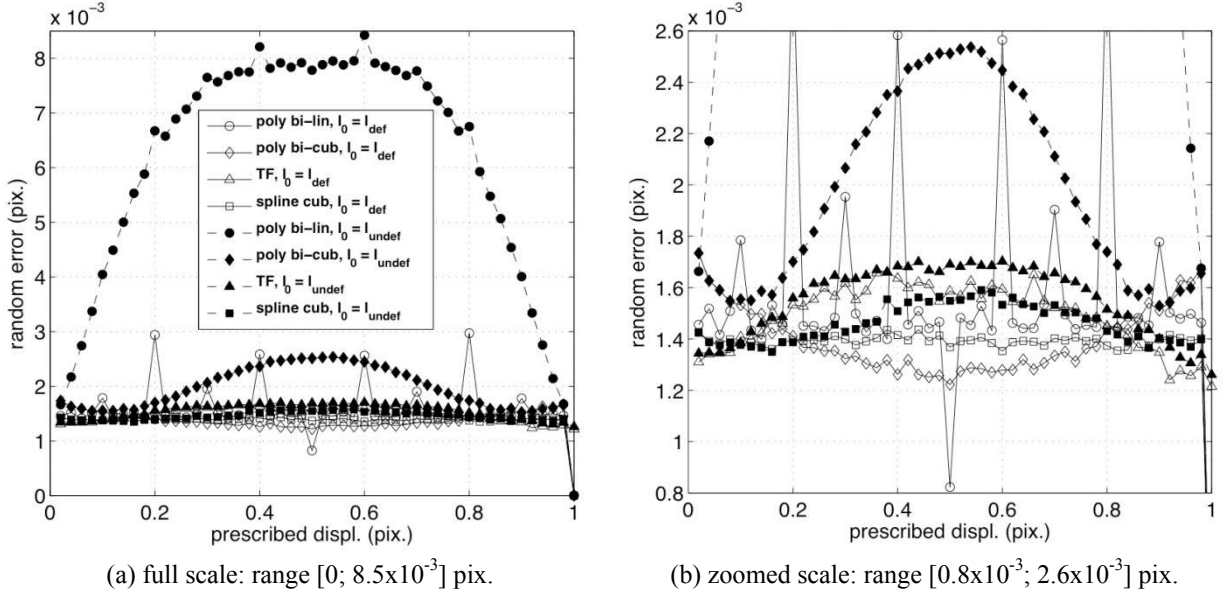 x 10⁻³
8
7
6
5
4
3
2
1
0
random error (pix.)
poly bi−lin, I₀ = I_def
poly bi−cub, I₀ = I_def
TF, I₀ = I_def
spline cub, I₀ = I_def
poly bi−lin, I₀ = I_undef
poly bi−cub, I₀ = I_undef
TF, I₀ = I_undef
spline cub, I₀ = I_undef
0 0.2 0.4 0.6 0.8 1
prescribed displ. (pix.)
(a) full scale: range [0; 8.5x10⁻³] pix.
x 10⁻³
2.6
2.4
2.2
2
1.8
1.6
1.4
1.2
1
0.8
random error (pix.)
0 0.2 0.4 0.6 0.8 1
prescribed displ. (pix.)
(b) zoomed scale: range [0.8x10⁻³; 2.6x10⁻³] pix.